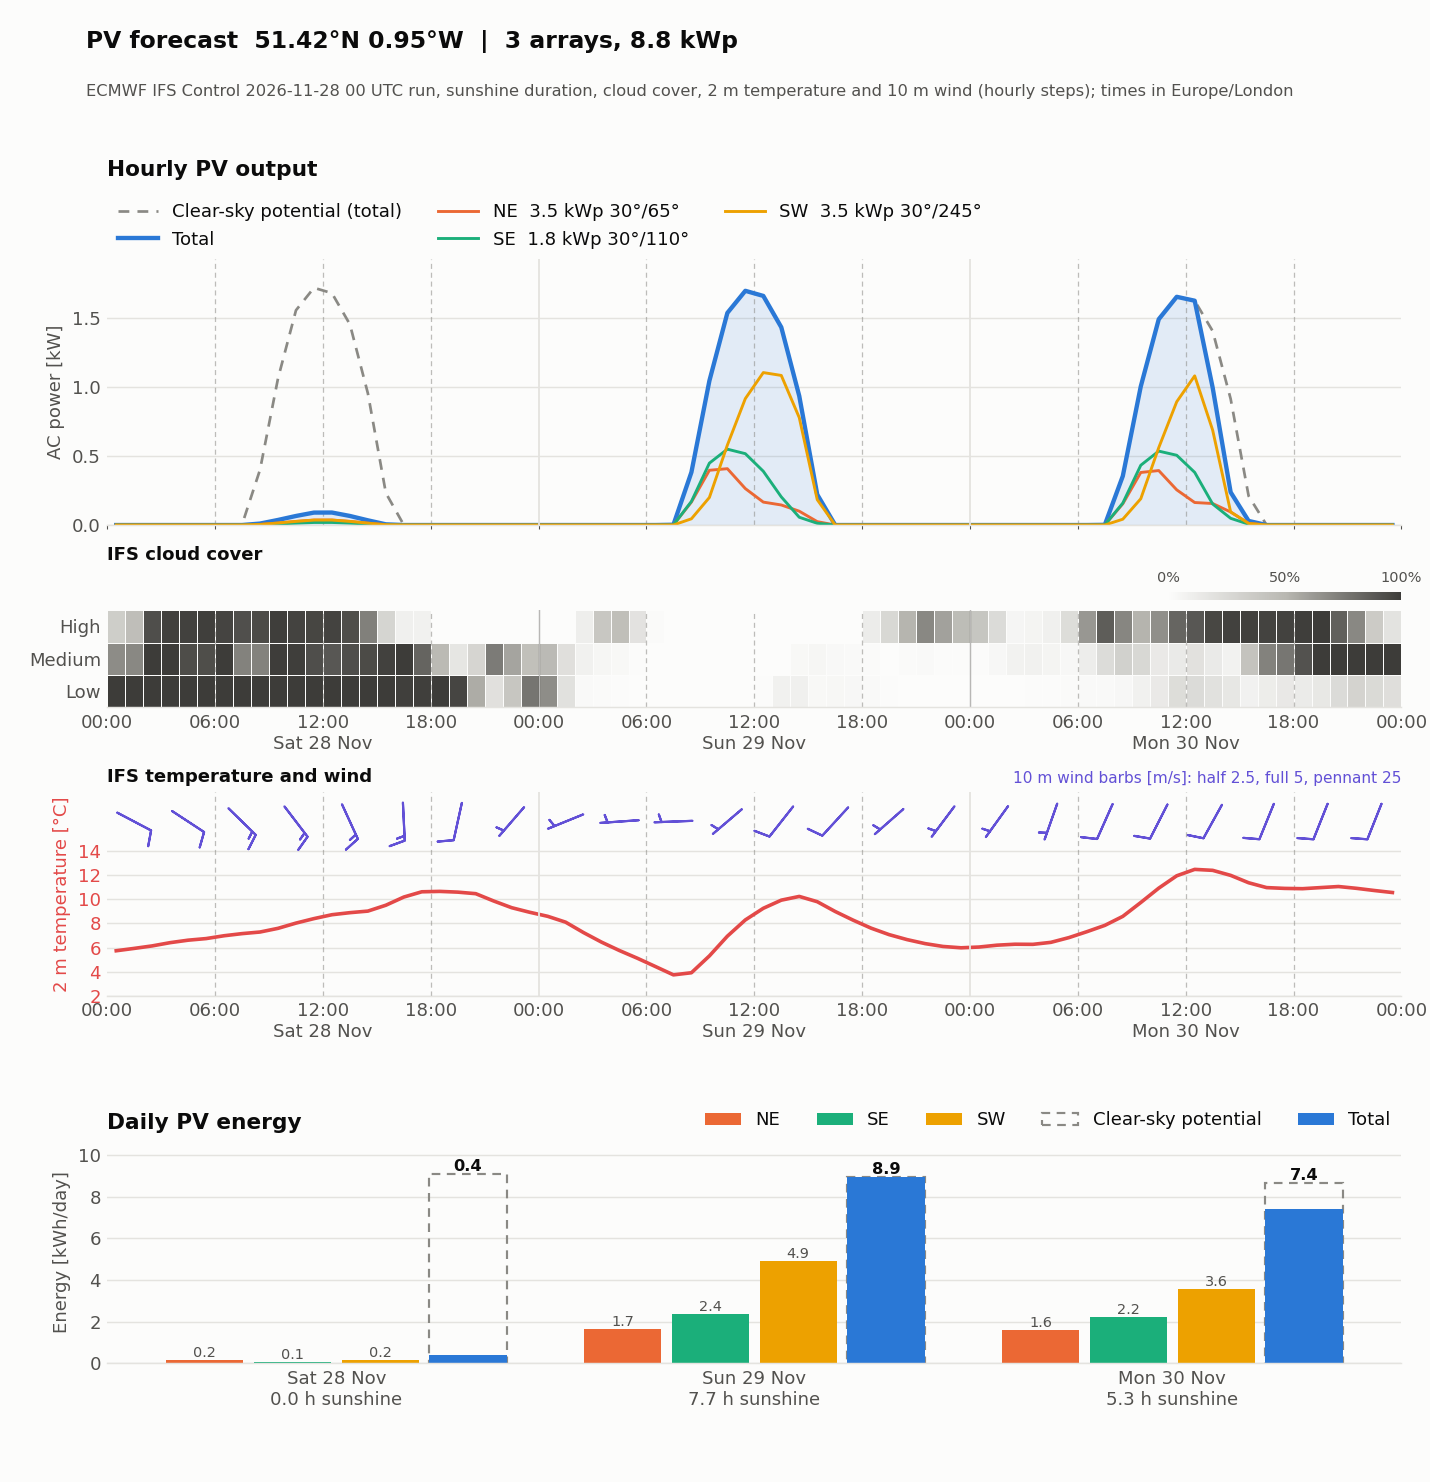 PV forecast  51.42°N 0.95°W  |  3 arrays, 8.8 kWp
ECMWF IFS Control 2026-11-28 00 UTC run, sunshine duration, cloud cover, 2 m temperature and 10 m wind (hourly steps); times in Europe/London
Hourly PV output
Clear-sky potential (total)
Total
NE  3.5 kWp 30°/65°
SE  1.8 kWp 30°/110°
SW  3.5 kWp 30°/245°
AC power [kW]
1.5
1.0
0.5
0.0
IFS cloud cover
0% 50% 100%
High
Medium
Low
00:00 06:00 12:00 18:00 00:00 06:00 12:00 18:00 00:00 06:00 12:00 18:00 00:00
Sat 28 Nov Sun 29 Nov Mon 30 Nov
IFS temperature and wind
10 m wind barbs [m/s]: half 2.5, full 5, pennant 25
2 m temperature [°C]
14
12
10
8
6
4
2
00:00 06:00 12:00 18:00 00:00 06:00 12:00 18:00 00:00 06:00 12:00 18:00 00:00
Sat 28 Nov Sun 29 Nov Mon 30 Nov
Daily PV energy
NE SE SW Clear-sky potential Total
Energy [kWh/day]
10
8
6
4
2
0
0.2 0.1 0.2 0.4
1.7 2.4 4.9 8.9
1.6 2.2 3.6 7.4
Sat 28 Nov Sun 29 Nov Mon 30 Nov
0.0 h sunshine 7.7 h sunshine 5.3 h sunshine